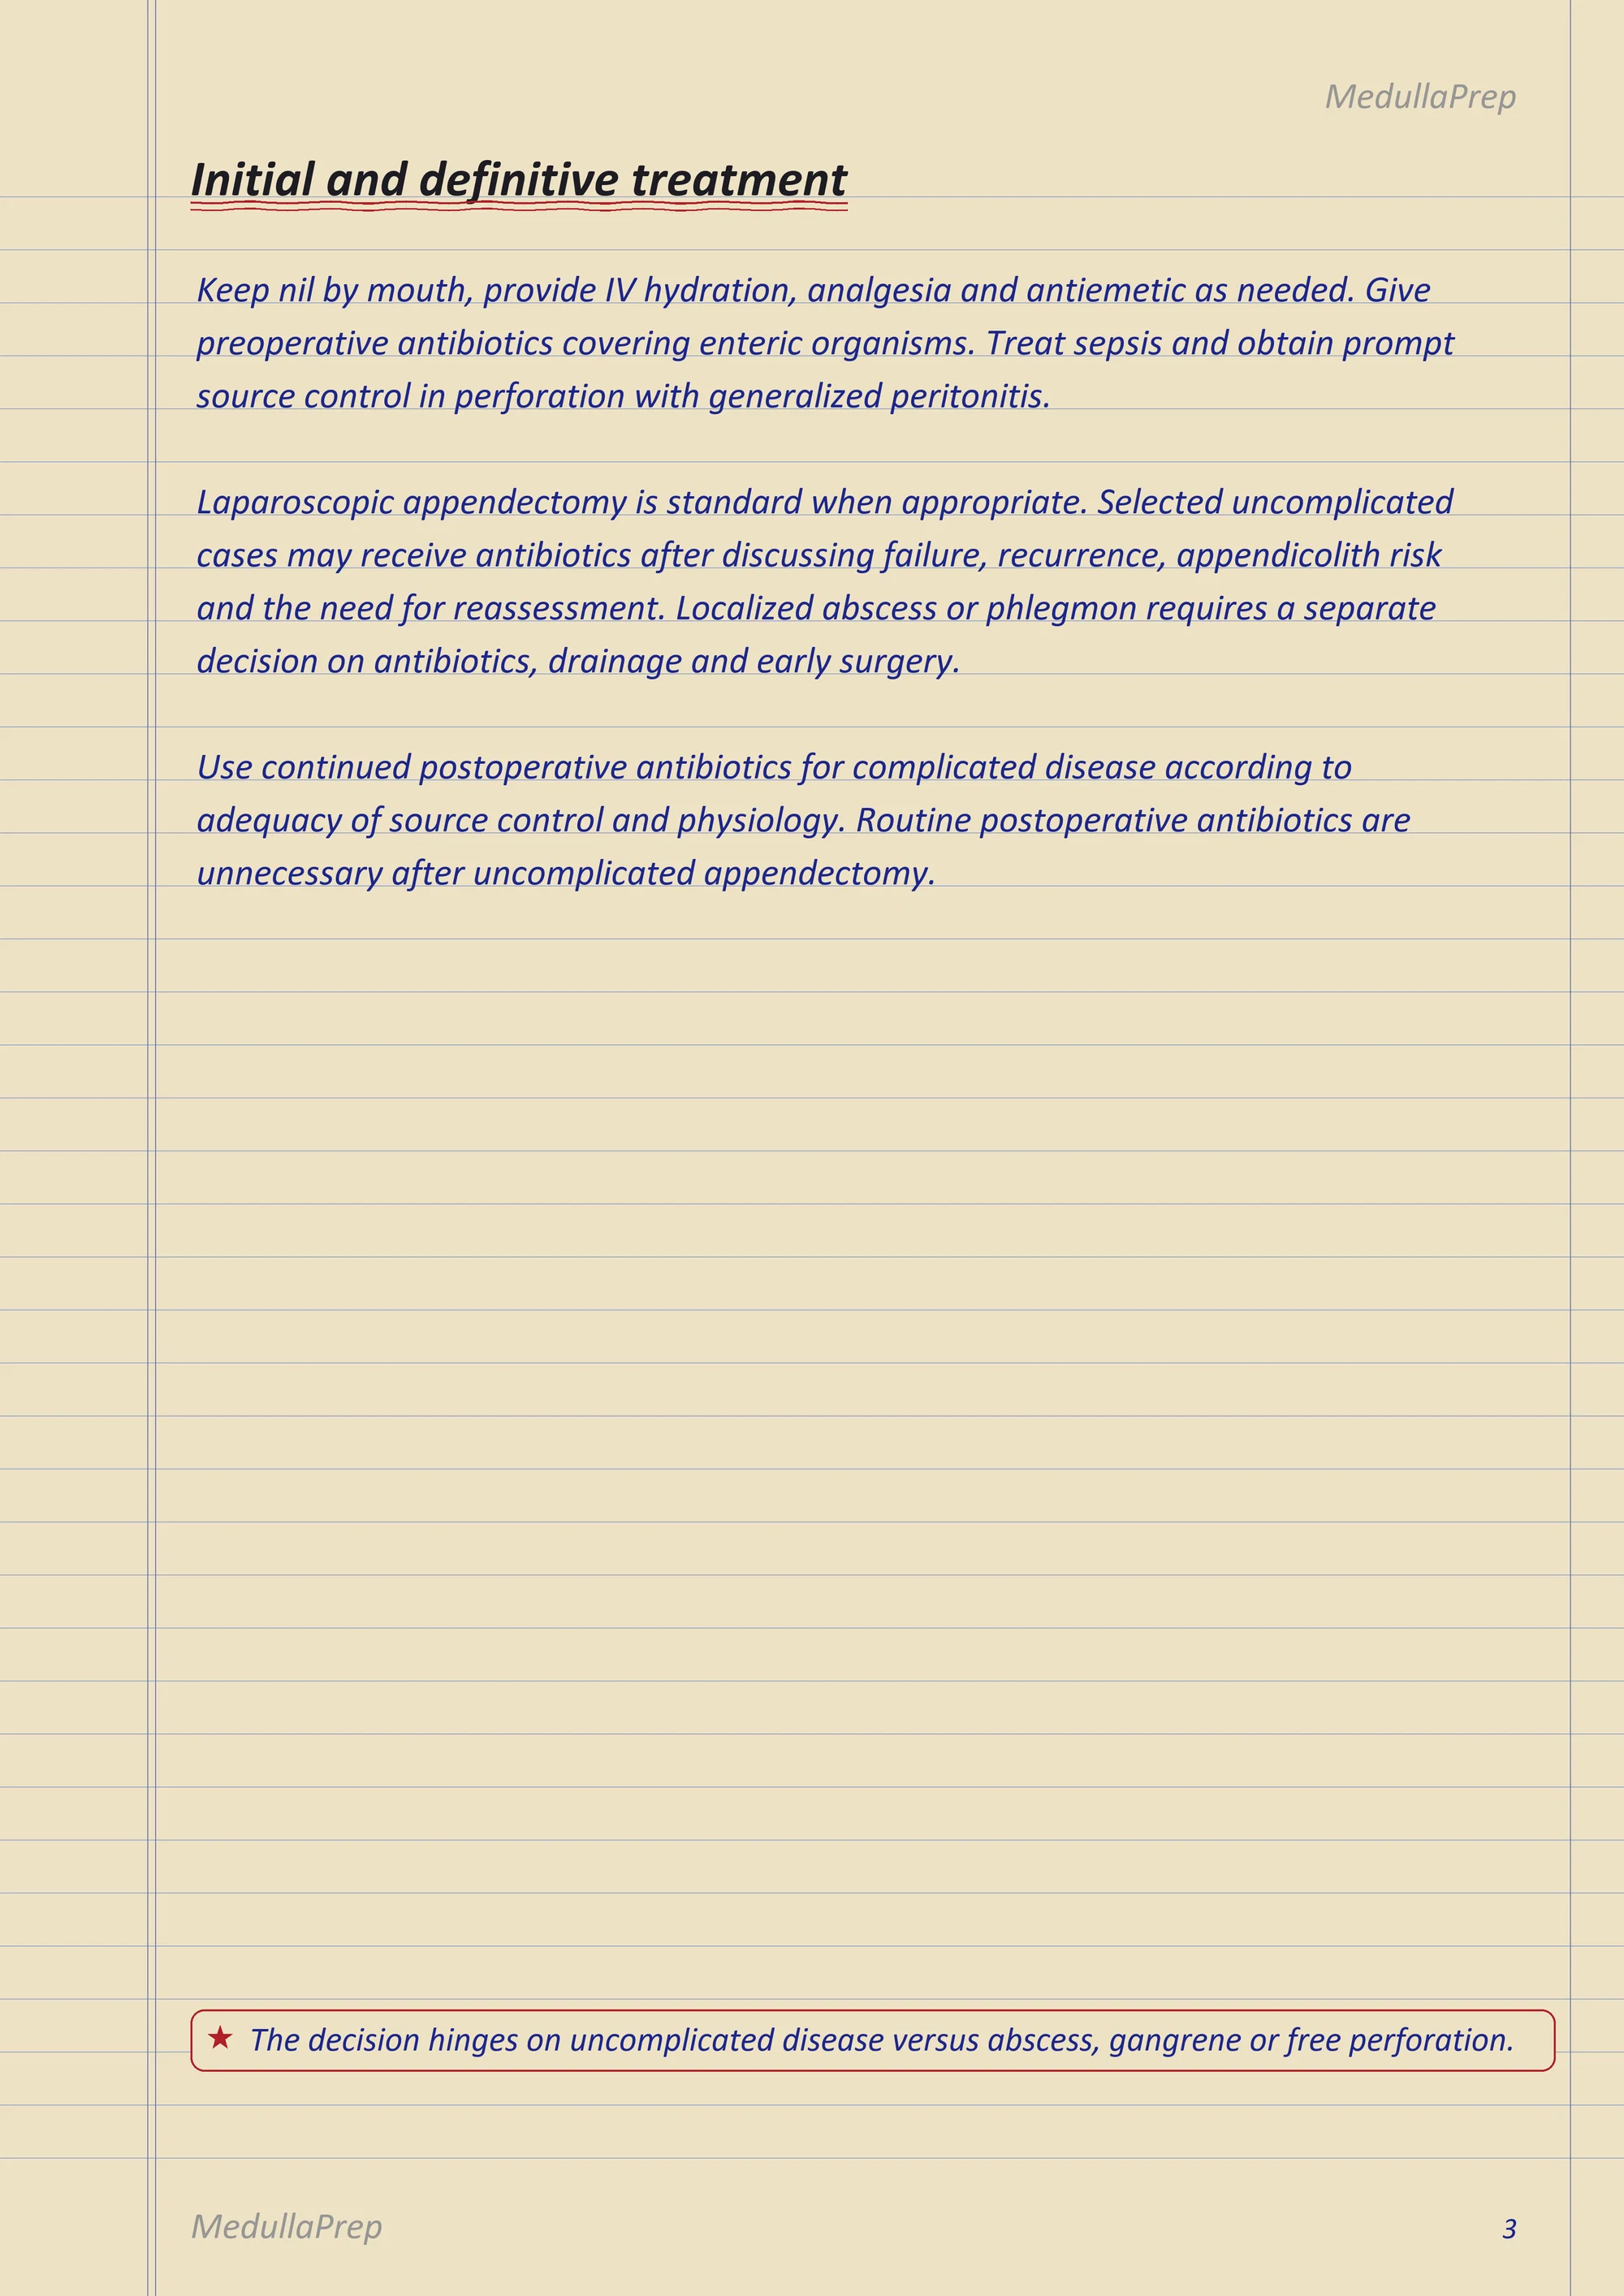 MedullaPrep
Initial and definitive treatment
Keep nil by mouth, provide IV hydration, analgesia and antiemetic as needed. Give
preoperative antibiotics covering enteric organisms. Treat sepsis and obtain prompt
source control in perforation with generalized peritonitis.
Laparoscopic appendectomy is standard when appropriate. Selected uncomplicated
cases may receive antibiotics after discussing failure, recurrence, appendicolith risk
and the need for reassessment. Localized abscess or phlegmon requires a separate
decision on antibiotics, drainage and early surgery.
Use continued postoperative antibiotics for complicated disease according to
adequacy of source control and physiology. Routine postoperative antibiotics are
unnecessary after uncomplicated appendectomy.
★ The decision hinges on uncomplicated disease versus abscess, gangrene or free perforation.
MedullaPrep
3